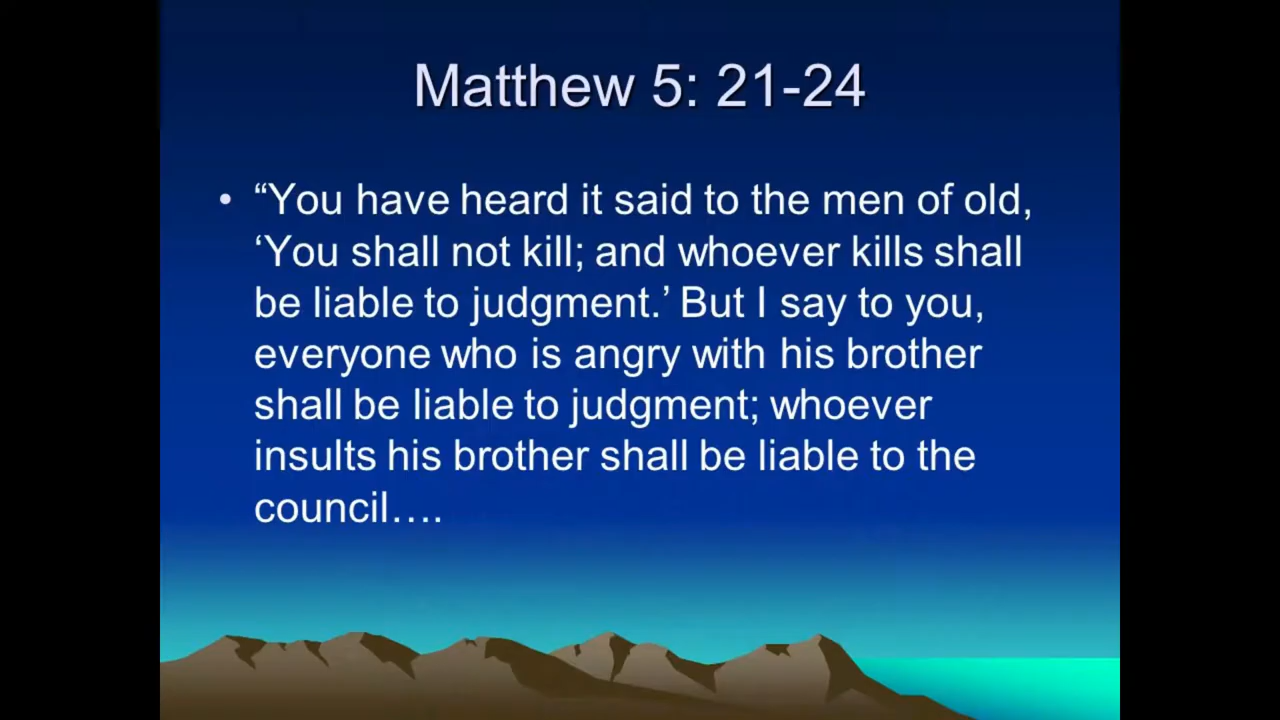 Matthew 5: 21-24
• “You have heard it said to the men of old,
‘You shall not kill; and whoever kills shall
be liable to judgment.’ But I say to you,
everyone who is angry with his brother
shall be liable to judgment; whoever
insults his brother shall be liable to the
council….